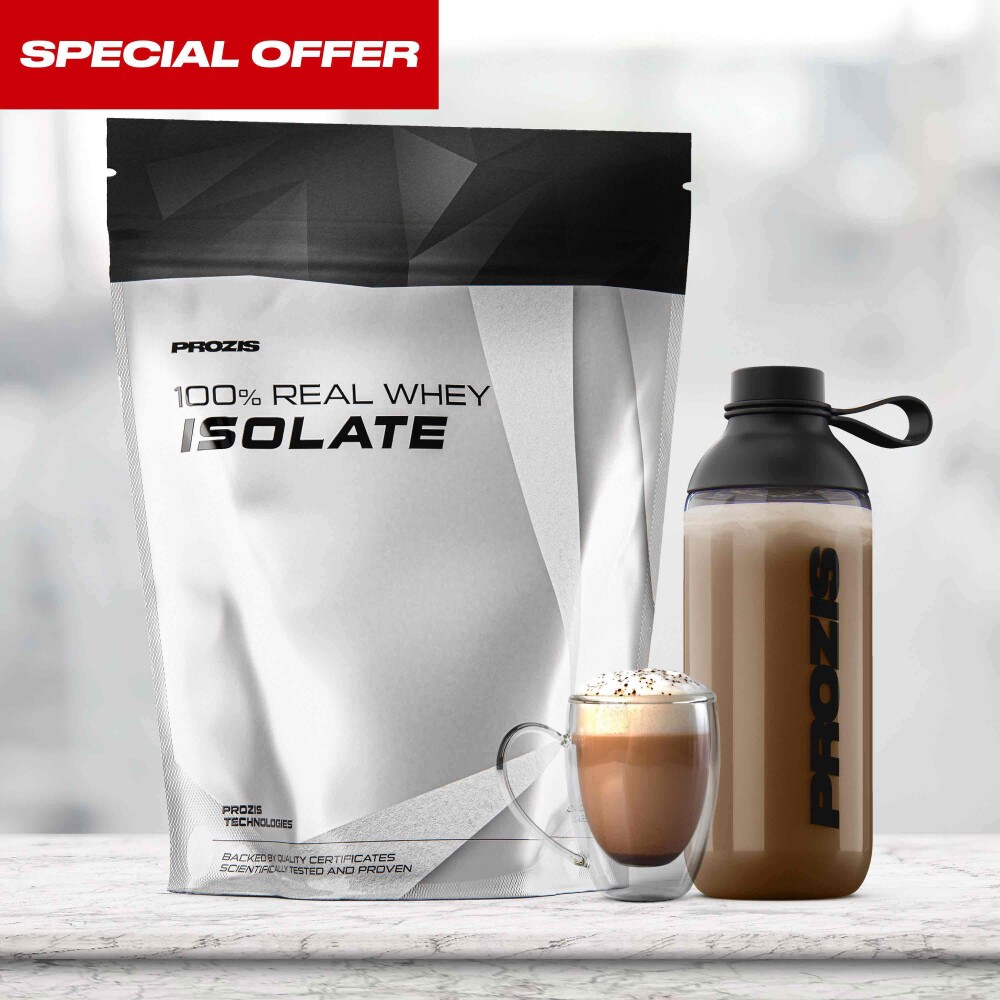 SPECIAL OFFER
PROZIS
100% REAL WHEY
ISOLATE
PROZIS
PROZIS
TECHNOLOGIES
BACKED BY QUALITY CERTIFICATES
SCIENTIFICALLY TESTED AND PROVEN